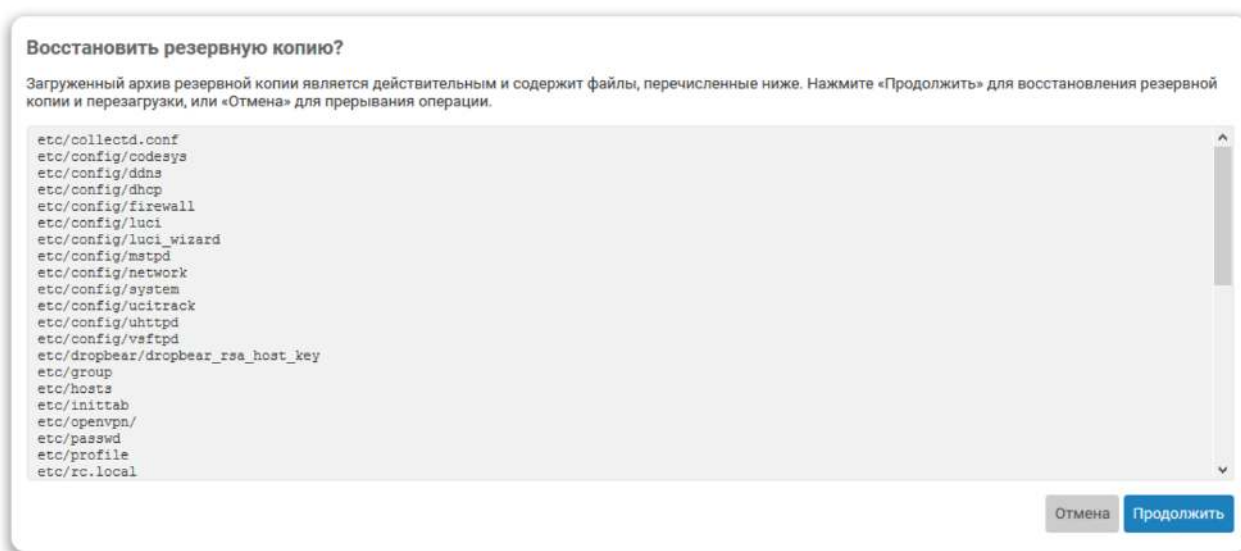 Восстановить резервную копию?
Загруженный архив резервной копии является действительным и содержит файлы, перечисленные ниже. Нажмите «Продолжить» для восстановления резервной
копии и перезагрузки, или «Отмена» для прерывания операции.
etc/collectd.conf
etc/config/codesys
etc/config/ddns
etc/config/dhcp
etc/config/firewall
etc/config/luci
etc/config/luci_wizard
etc/config/mstpd
etc/config/network
etc/config/system
etc/config/ucitrack
etc/config/uhttpd
etc/config/vsftpd
etc/dropbear/dropbear_rsa_host_key
etc/group
etc/hosts
etc/inittab
etc/openvpn/
etc/passwd
etc/profile
etc/rc.local
Отмена Продолжить